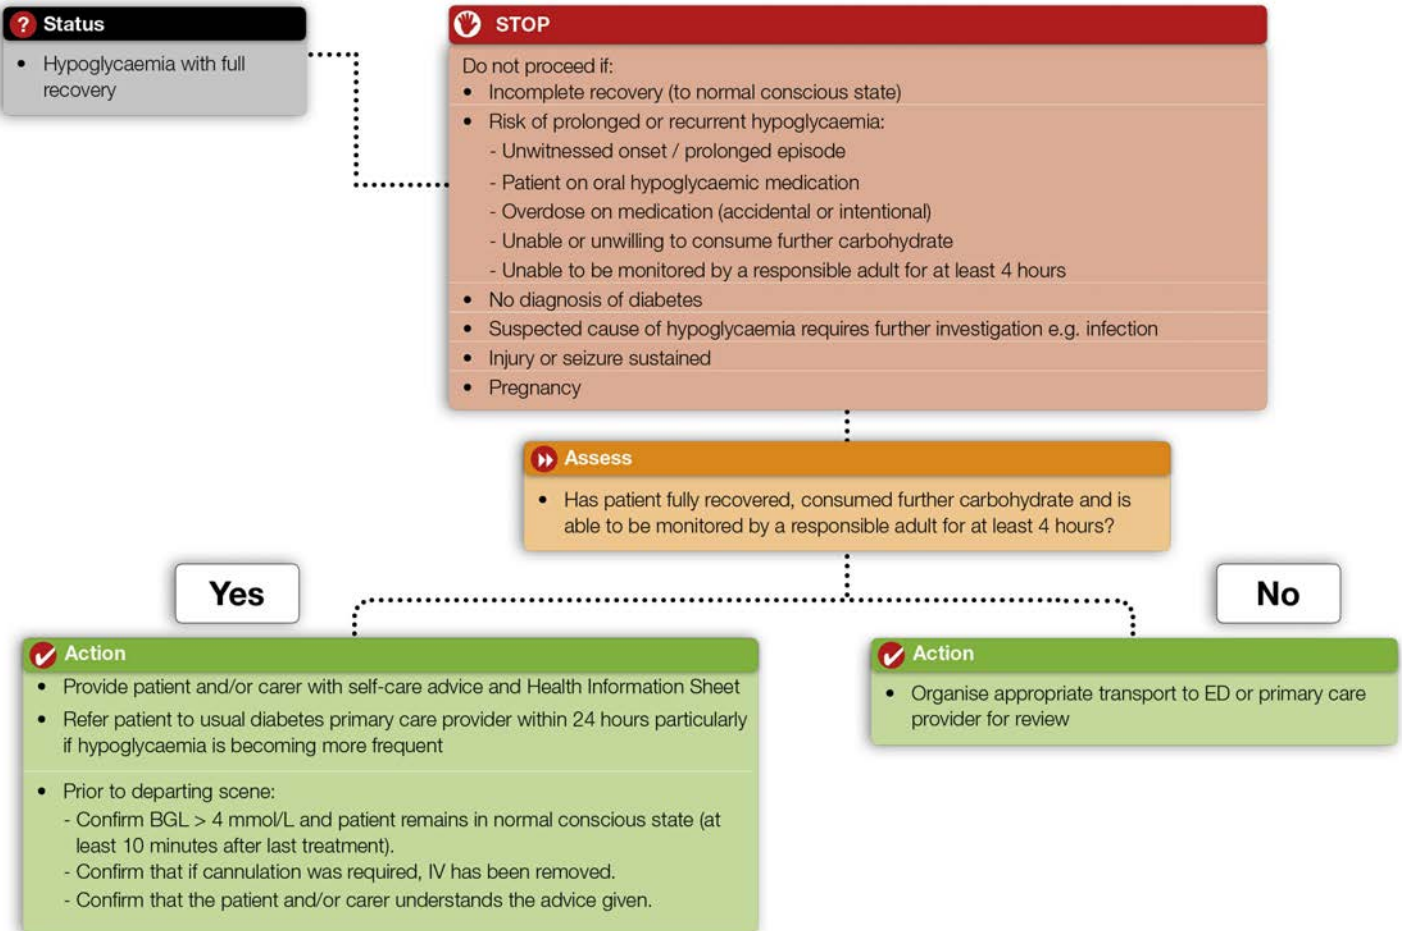 ? Status
• Hypoglycaemia with full
recovery
STOP
Do not proceed if:
• Incomplete recovery (to normal conscious state)
• Risk of prolonged or recurrent hypoglycaemia:
- Unwitnessed onset / prolonged episode
- Patient on oral hypoglycaemic medication
- Overdose on medication (accidental or intentional)
- Unable or unwilling to consume further carbohydrate
- Unable to be monitored by a responsible adult for at least 4 hours
• No diagnosis of diabetes
• Suspected cause of hypoglycaemia requires further investigation e.g. infection
• Injury or seizure sustained
• Pregnancy
Assess
• Has patient fully recovered, consumed further carbohydrate and is
able to be monitored by a responsible adult for at least 4 hours?
Yes
Action
• Provide patient and/or carer with self-care advice and Health Information Sheet
• Refer patient to usual diabetes primary care provider within 24 hours particularly
if hypoglycaemia is becoming more frequent
• Prior to departing scene:
- Confirm BGL > 4 mmol/L and patient remains in normal conscious state (at
least 10 minutes after last treatment).
- Confirm that if cannulation was required, IV has been removed.
- Confirm that the patient and/or carer understands the advice given.
No
Action
• Organise appropriate transport to ED or primary care
provider for review